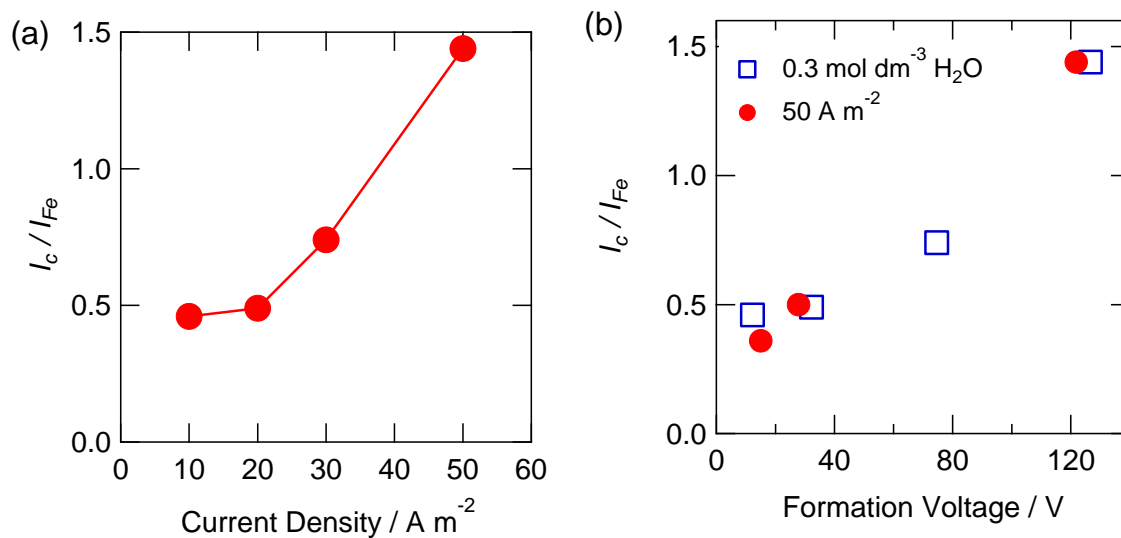 (a)
1.5
1.0
0.5
0.0
I_c / I_Fe
0 10 20 30 40 50 60
Current Density / A m⁻²
(b)
□ 0.3 mol dm⁻³ H₂O
● 50 A m⁻²
1.5
1.0
0.5
0.0
I_c / I_Fe
0 40 80 120
Formation Voltage / V